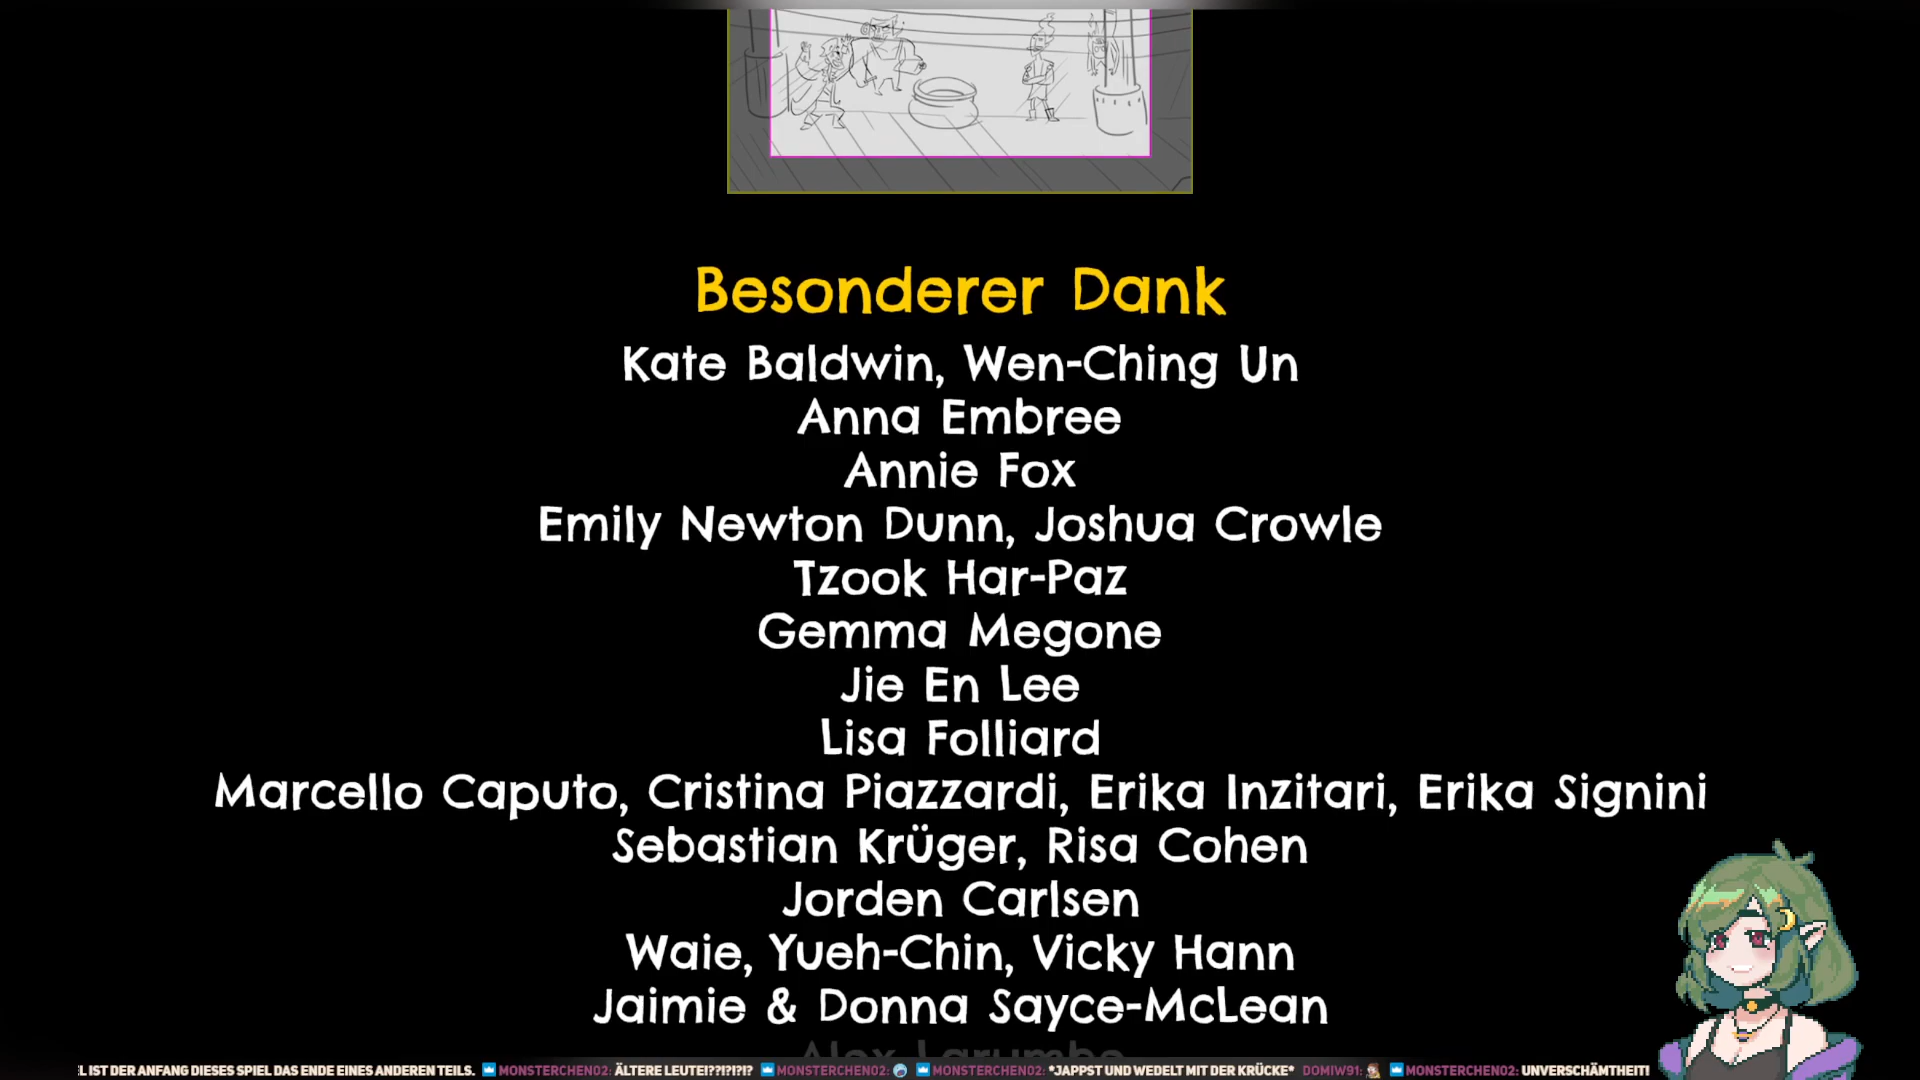 Besonderer Dank
Kate Baldwin, Wen-Ching Un
Anna Embree
Annie Fox
Emily Newton Dunn, Joshua Crowle
Tzook Har-Paz
Gemma Megone
Jie En Lee
Lisa Folliard
Marcello Caputo, Cristina Piazzardi, Erika Inzitari, Erika Signini
Sebastian Krüger, Risa Cohen
Jorden Carlsen
Waie, Yueh-Chin, Vicky Hann
Jaimie & Donna Sayce-McLean
Alex Larumbe
IST DER ANFANG DIESES SPIEL DAS ENDE EINES ANDEREN TEILS. MONSTERCHEN02: ÄLTERE LEUTE!??!?!?!? MONSTERCHEN02: MONSTERCHEN02: *JAPPST UND WEDELT MIT DER KRÜCKE* DOMIW91: MONSTERCHEN02: UNVERSCHÄMTHEIT!